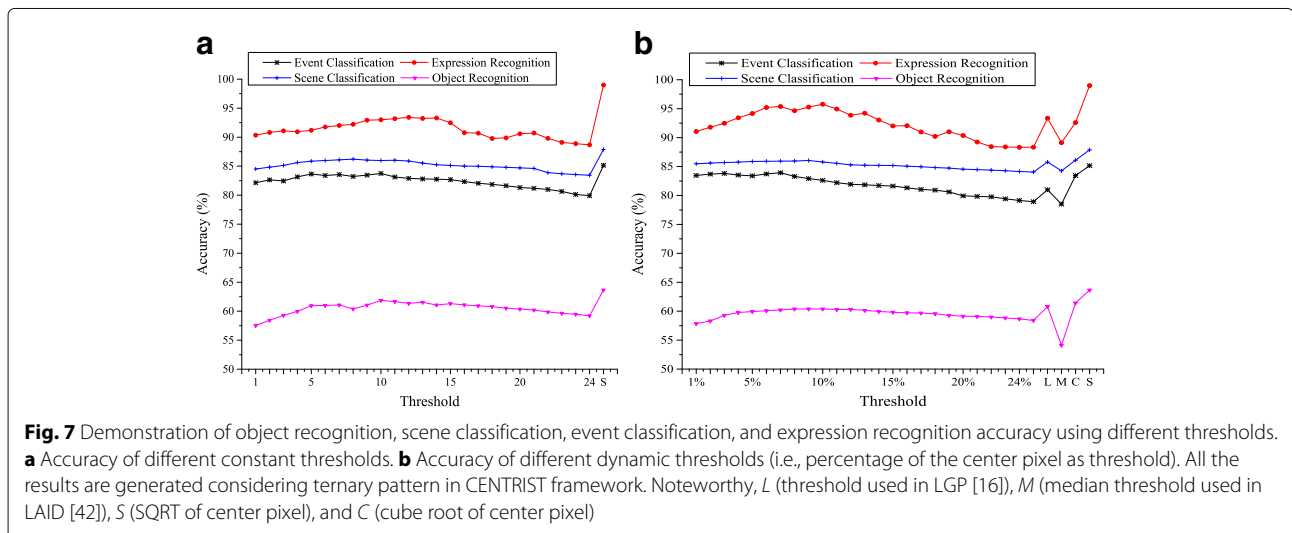 a
Event Classification Expression Recognition
Scene Classification Object Recognition
100
95
90
85
80
75
70
65
60
55
50
Accuracy (%)
1 5 10 15 20 24 S
Threshold
b
Event Classification Expression Recognition
Scene Classification Object Recognition
100
95
90
85
80
75
70
65
60
55
50
Accuracy (%)
1% 5% 10% 15% 20% 24% L M C S
Threshold
Fig. 7 Demonstration of object recognition, scene classification, event classification, and expression recognition accuracy using different thresholds.
a Accuracy of different constant thresholds. b Accuracy of different dynamic thresholds (i.e., percentage of the center pixel as threshold). All the
results are generated considering ternary pattern in CENTRIST framework. Noteworthy, L (threshold used in LGP [16]), M (median threshold used in
LAID [42]), S (SQRT of center pixel), and C (cube root of center pixel)